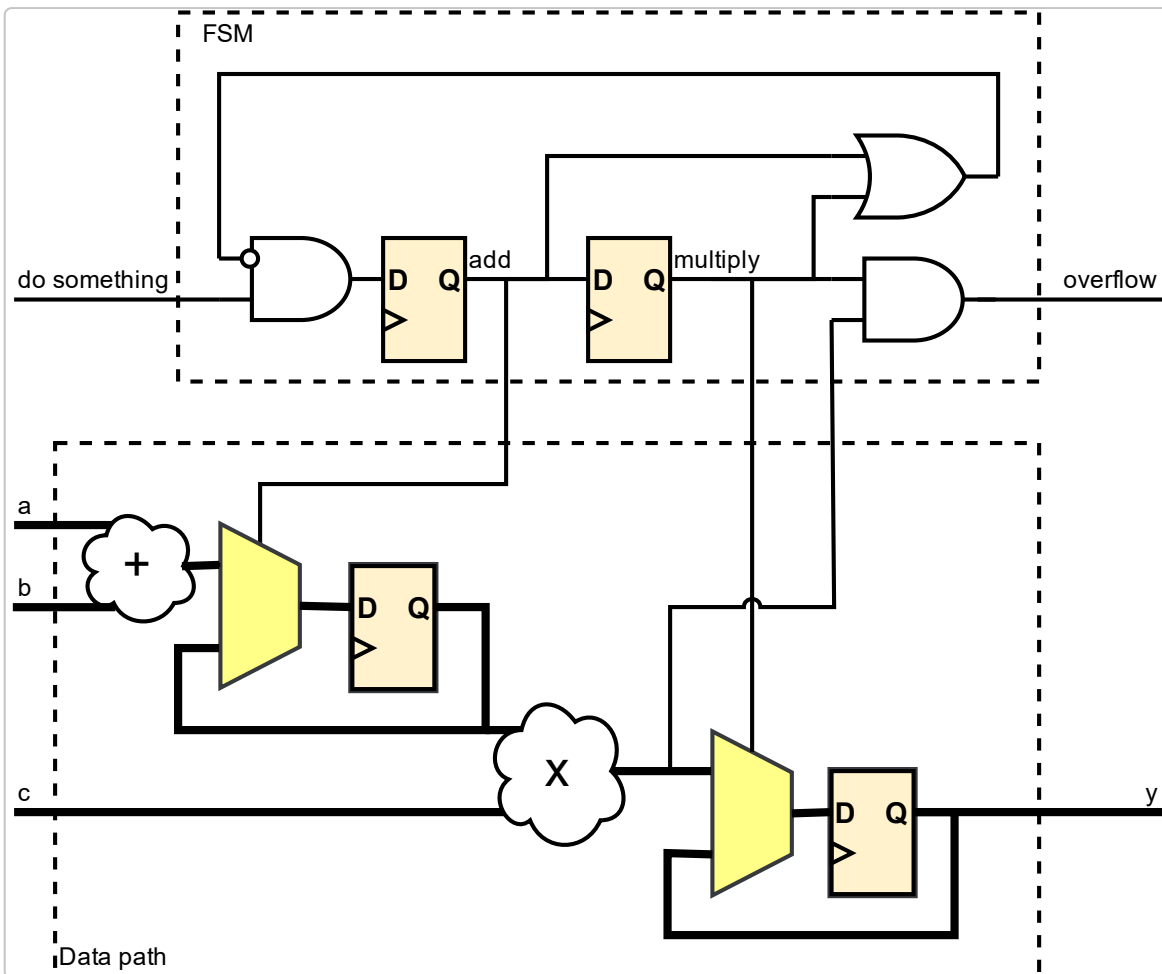 FSM
do something
D Q
add
D Q
multiply
overflow
a
b
+
D Q
c
X
D Q
y
Data path